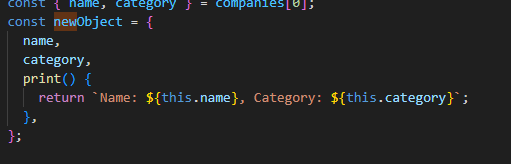 const { name, category } = companies[0];
const newObject = {
name,
category,
print() {
return `Name: ${this.name}, Category: ${this.category}`;
},
};